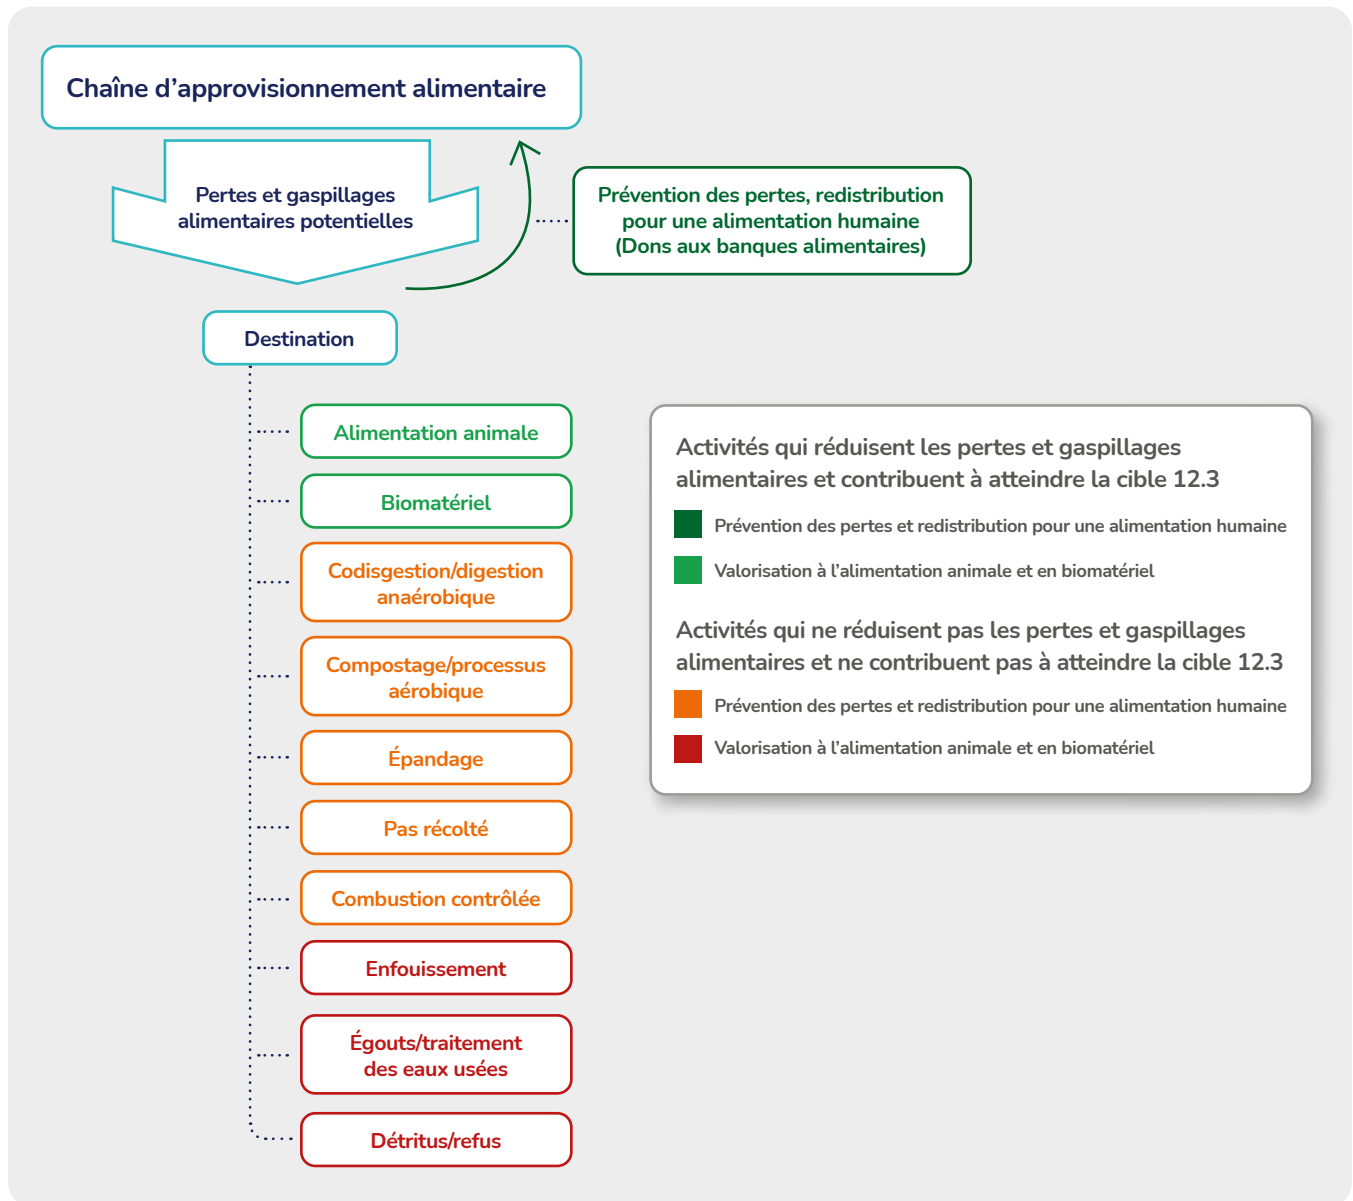 Chaîne d’approvisionnement alimentaire
Pertes et gaspillages
alimentaires potentielles
Prévention des pertes, redistribution
pour une alimentation humaine
(Dons aux banques alimentaires)
Destination
Alimentation animale
Biomatériel
Codisgestion/digestion
anaérobique
Compostage/processus
aérobique
Épandage
Pas récolté
Combustion contrôlée
Enfouissement
Égouts/traitement
des eaux usées
Détritus/refus
Activités qui réduisent les pertes et gaspillages
alimentaires et contribuent à atteindre la cible 12.3
Prévention des pertes et redistribution pour une alimentation humaine
Valorisation à l’alimentation animale et en biomatériel
Activités qui ne réduisent pas les pertes et gaspillages
alimentaires et ne contribuent pas à atteindre la cible 12.3
Prévention des pertes et redistribution pour une alimentation humaine
Valorisation à l’alimentation animale et en biomatériel